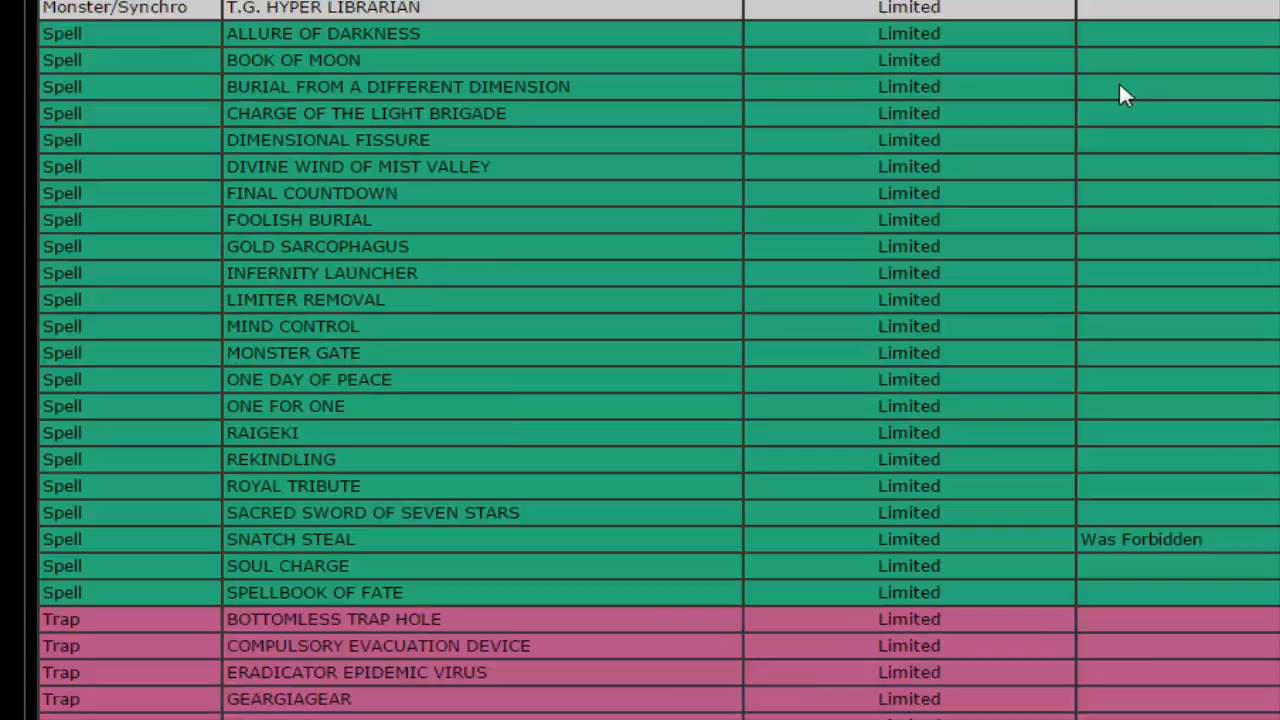 Monster/Synchro T.G. HYPER LIBRARIAN Limited
Spell ALLURE OF DARKNESS Limited
Spell BOOK OF MOON Limited
Spell BURIAL FROM A DIFFERENT DIMENSION Limited
Spell CHARGE OF THE LIGHT BRIGADE Limited
Spell DIMENSIONAL FISSURE Limited
Spell DIVINE WIND OF MIST VALLEY Limited
Spell FINAL COUNTDOWN Limited
Spell FOOLISH BURIAL Limited
Spell GOLD SARCOPHAGUS Limited
Spell INFERNITY LAUNCHER Limited
Spell LIMITER REMOVAL Limited
Spell MIND CONTROL Limited
Spell MONSTER GATE Limited
Spell ONE DAY OF PEACE Limited
Spell ONE FOR ONE Limited
Spell RAIGEKI Limited
Spell REKINDLING Limited
Spell ROYAL TRIBUTE Limited
Spell SACRED SWORD OF SEVEN STARS Limited
Spell SNATCH STEAL Limited Was Forbidden
Spell SOUL CHARGE Limited
Spell SPELLBOOK OF FATE Limited
Trap BOTTOMLESS TRAP HOLE Limited
Trap COMPULSORY EVACUATION DEVICE Limited
Trap ERADICATOR EPIDEMIC VIRUS Limited
Trap GEARGIAGEAR Limited